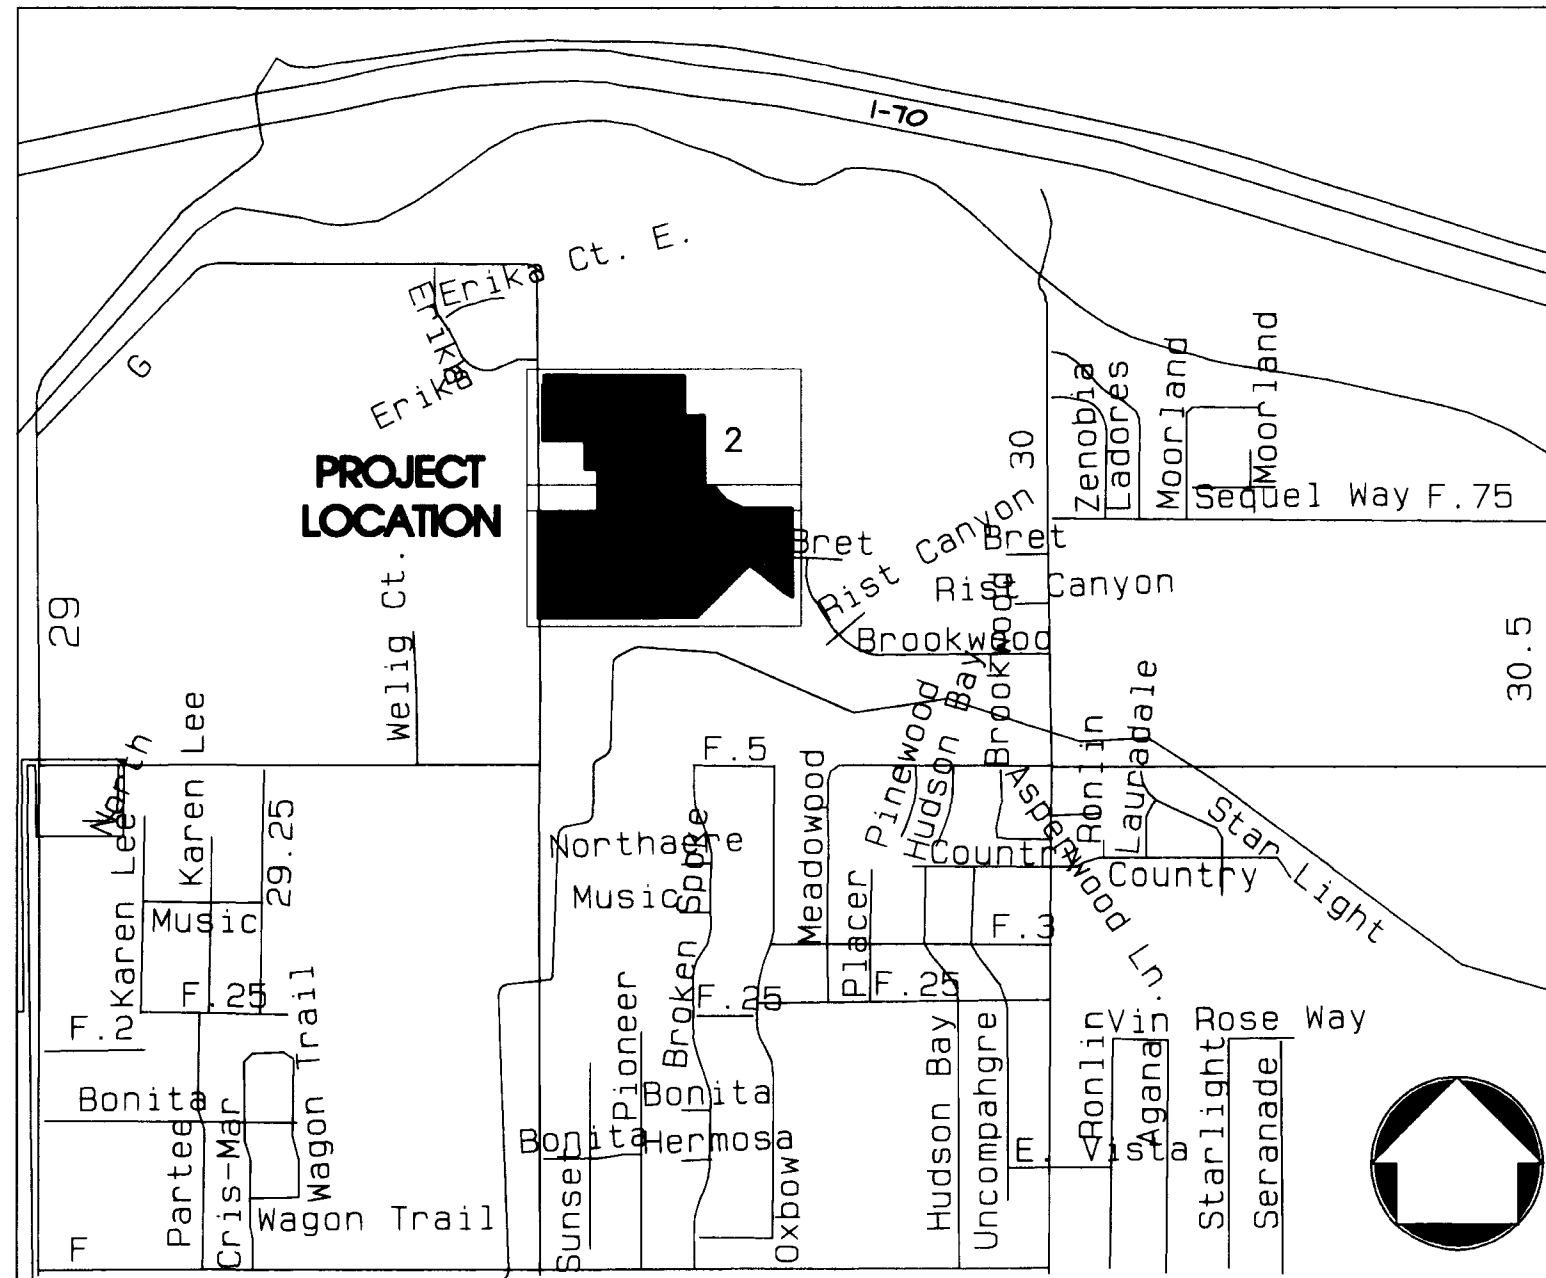 I-70
Erika Ct. E.
Erika
Erika
G
PROJECT
LOCATION
2
30
Zenobia
Ladores
Moorland
Moorland
Sequel Way F.75
Bret
Rist Canyon
Bret
Rist Canyon
Brookwood
Brookwood
29
Welig Ct.
30.5
North
Karen Lee
Karen Lee
29.25
Music
F.25
F.2
Wagon Trail
Bonita
Partee
Cris-Mar
Wagon Trail
Wagon Trail
F
F.5
Northacre
Music
Broken Spoke
Meadowood
Placer
Pinewood
Hudson Bay
Aspenwood Ln.
Ronlin
Lauradale
Star Light
Country
Country
F.3
F.25
F.25
Pioneer
Bonita
Bonita
Hermosa
Sunset
Oxbow
Hudson Bay
Uncompahgre
Ronlin
Vin Rose Way
Agana
Starlight
Seranade
E. Vista